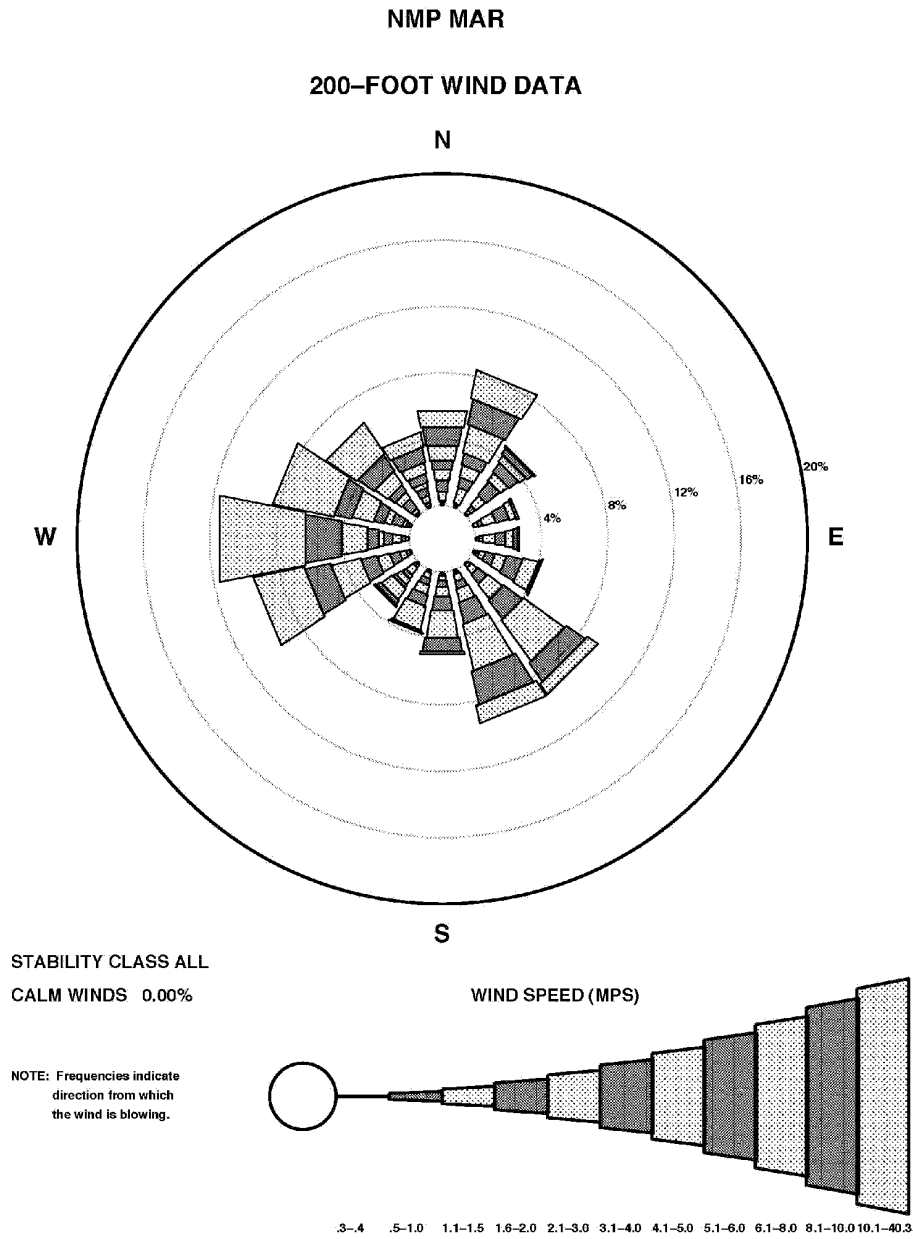 NMP MAR
200–FOOT WIND DATA
N
20%
16%
12%
8%
4%
W
E
S
STABILITY CLASS ALL
CALM WINDS 0.00%
WIND SPEED (MPS)
NOTE: Frequencies indicate
direction from which
the wind is blowing.
.3–.4 .5–1.0 1.1–1.5 1.6–2.0 2.1–3.0 3.1–4.0 4.1–5.0 5.1–6.0 6.1–8.0 8.1–10.0 10.1–40.3